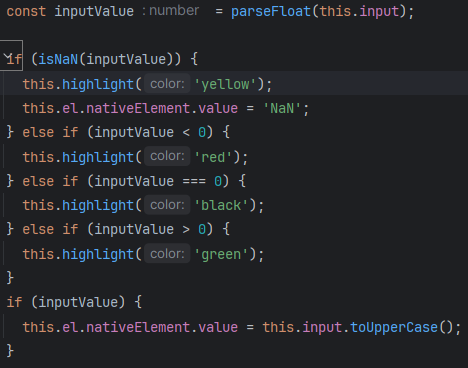 const inputValue : number = parseFloat(this.input);
if (isNaN(inputValue)) {
this.highlight( color: 'yellow');
this.el.nativeElement.value = 'NaN';
} else if (inputValue < 0) {
this.highlight( color: 'red');
} else if (inputValue === 0) {
this.highlight( color: 'black');
} else if (inputValue > 0) {
this.highlight( color: 'green');
}
if (inputValue) {
this.el.nativeElement.value = this.input.toUpperCase();
}